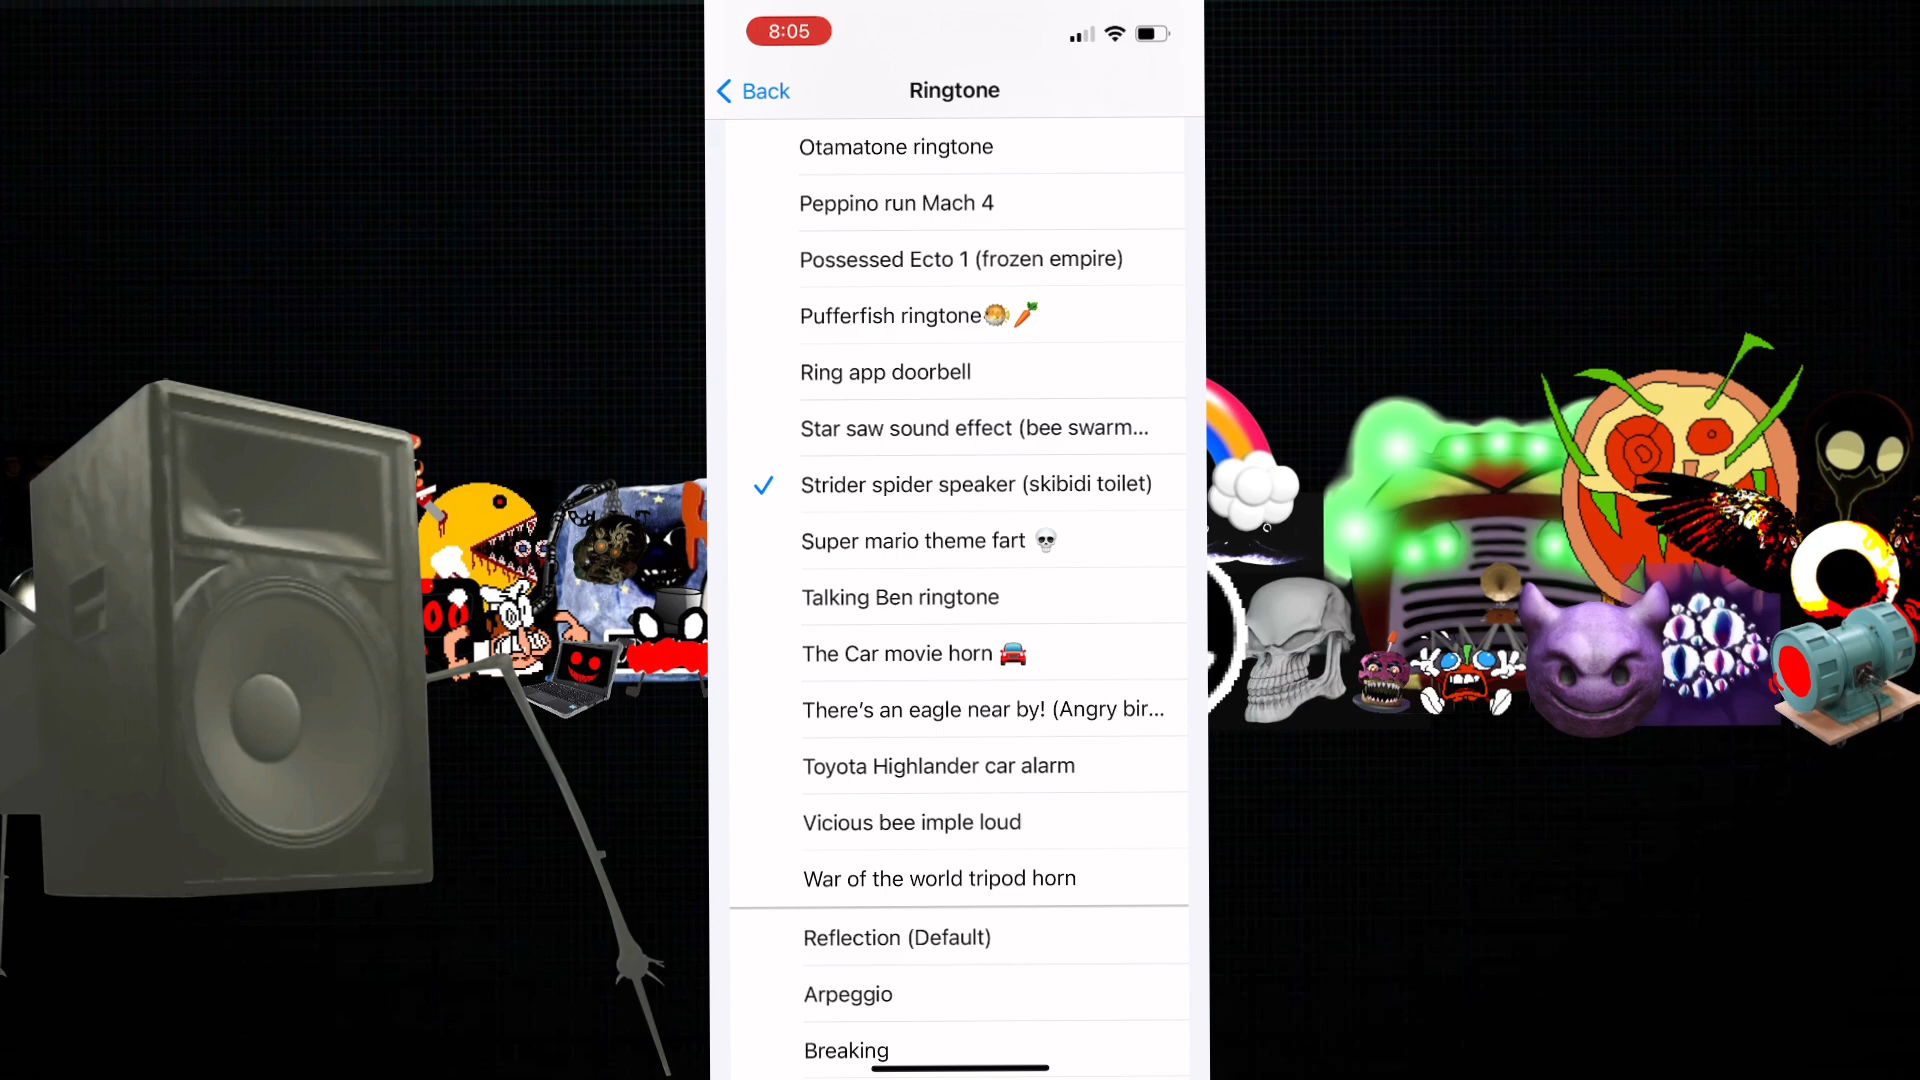 8:05
Back
Ringtone
Otamatone ringtone
Peppino run Mach 4
Possessed Ecto 1 (frozen empire)
Pufferfish ringtone🐡🥕
Ring app doorbell
Star saw sound effect (bee swarm...
Strider spider speaker (skibidi toilet)
Super mario theme fart 💀
Talking Ben ringtone
The Car movie horn 🚘
There's an eagle near by! (Angry bir...
Toyota Highlander car alarm
Vicious bee imple loud
War of the world tripod horn
Reflection (Default)
Arpeggio
Breaking